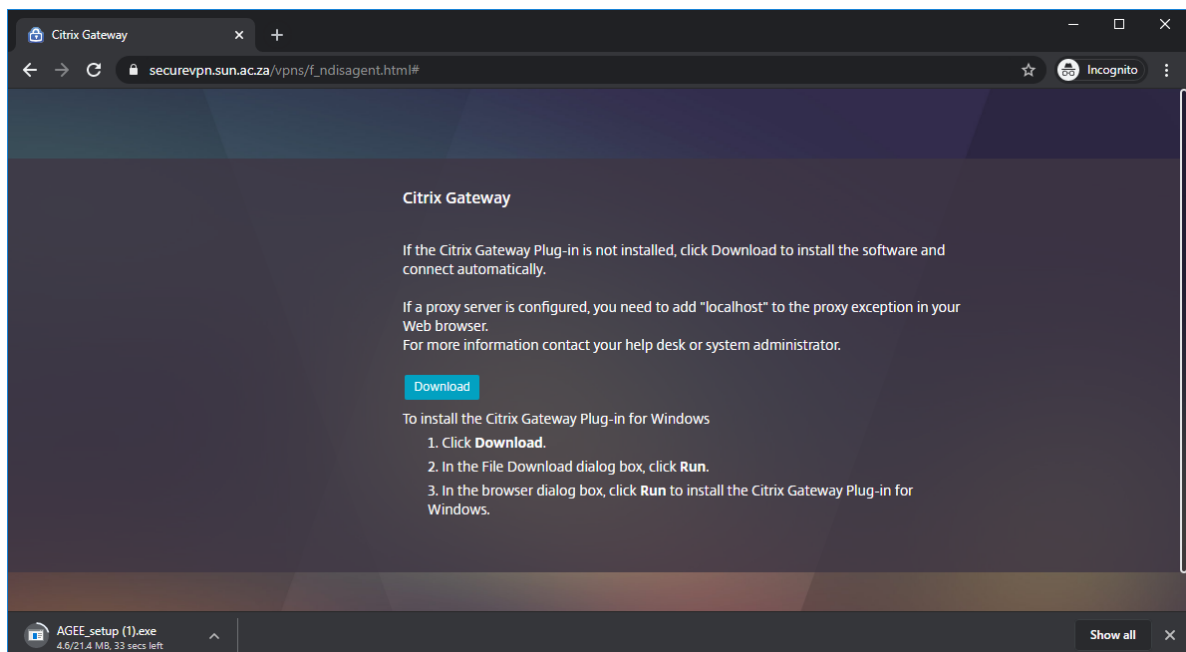 Citrix Gateway
securevpn.sun.ac.za/vpns/f_ndisagent.html#
Incognito
Citrix Gateway
If the Citrix Gateway Plug-in is not installed, click Download to install the software and
connect automatically.
If a proxy server is configured, you need to add "localhost" to the proxy exception in your
Web browser.
For more information contact your help desk or system administrator.
Download
To install the Citrix Gateway Plug-in for Windows
1. Click Download.
2. In the File Download dialog box, click Run.
3. In the browser dialog box, click Run to install the Citrix Gateway Plug-in for
Windows.
AGEE_setup (1).exe
4.6/21.4 MB, 33 secs left
Show all